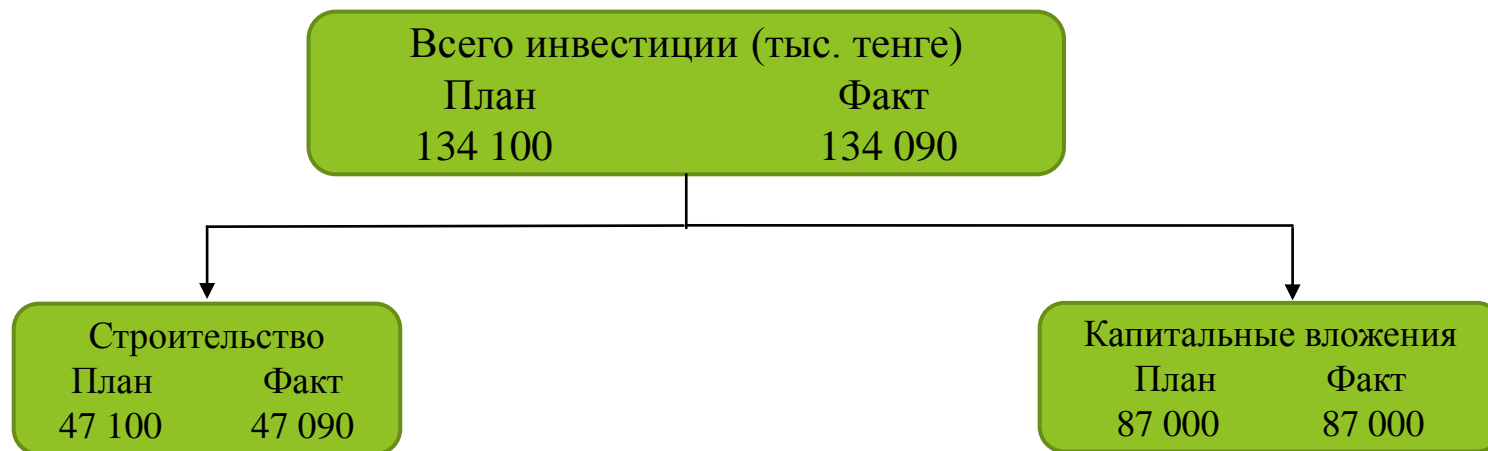 Всего инвестиции (тыс. тенге)
План Факт
134 100 134 090
Строительство
План Факт
47 100 47 090
Капитальные вложения
План Факт
87 000 87 000